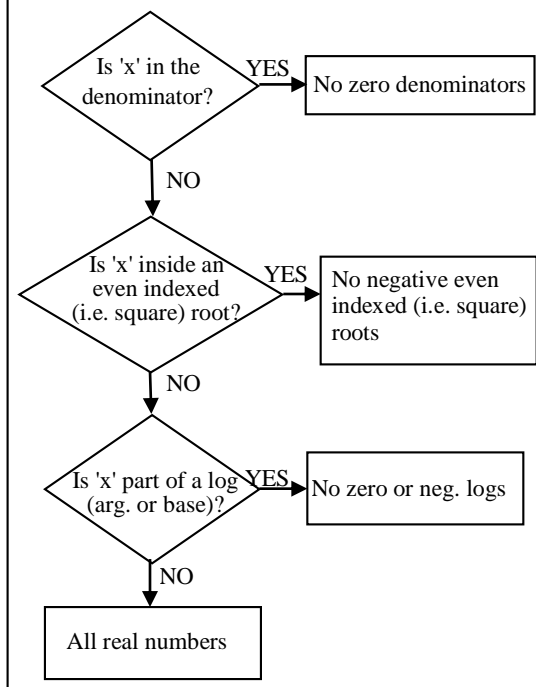 Is 'x' in the
denominator?
YES
No zero denominators
NO
Is 'x' inside an
even indexed
(i.e. square) root?
YES
No negative even
indexed (i.e. square)
roots
NO
Is 'x' part of a log
(arg. or base)?
YES
No zero or neg. logs
NO
All real numbers